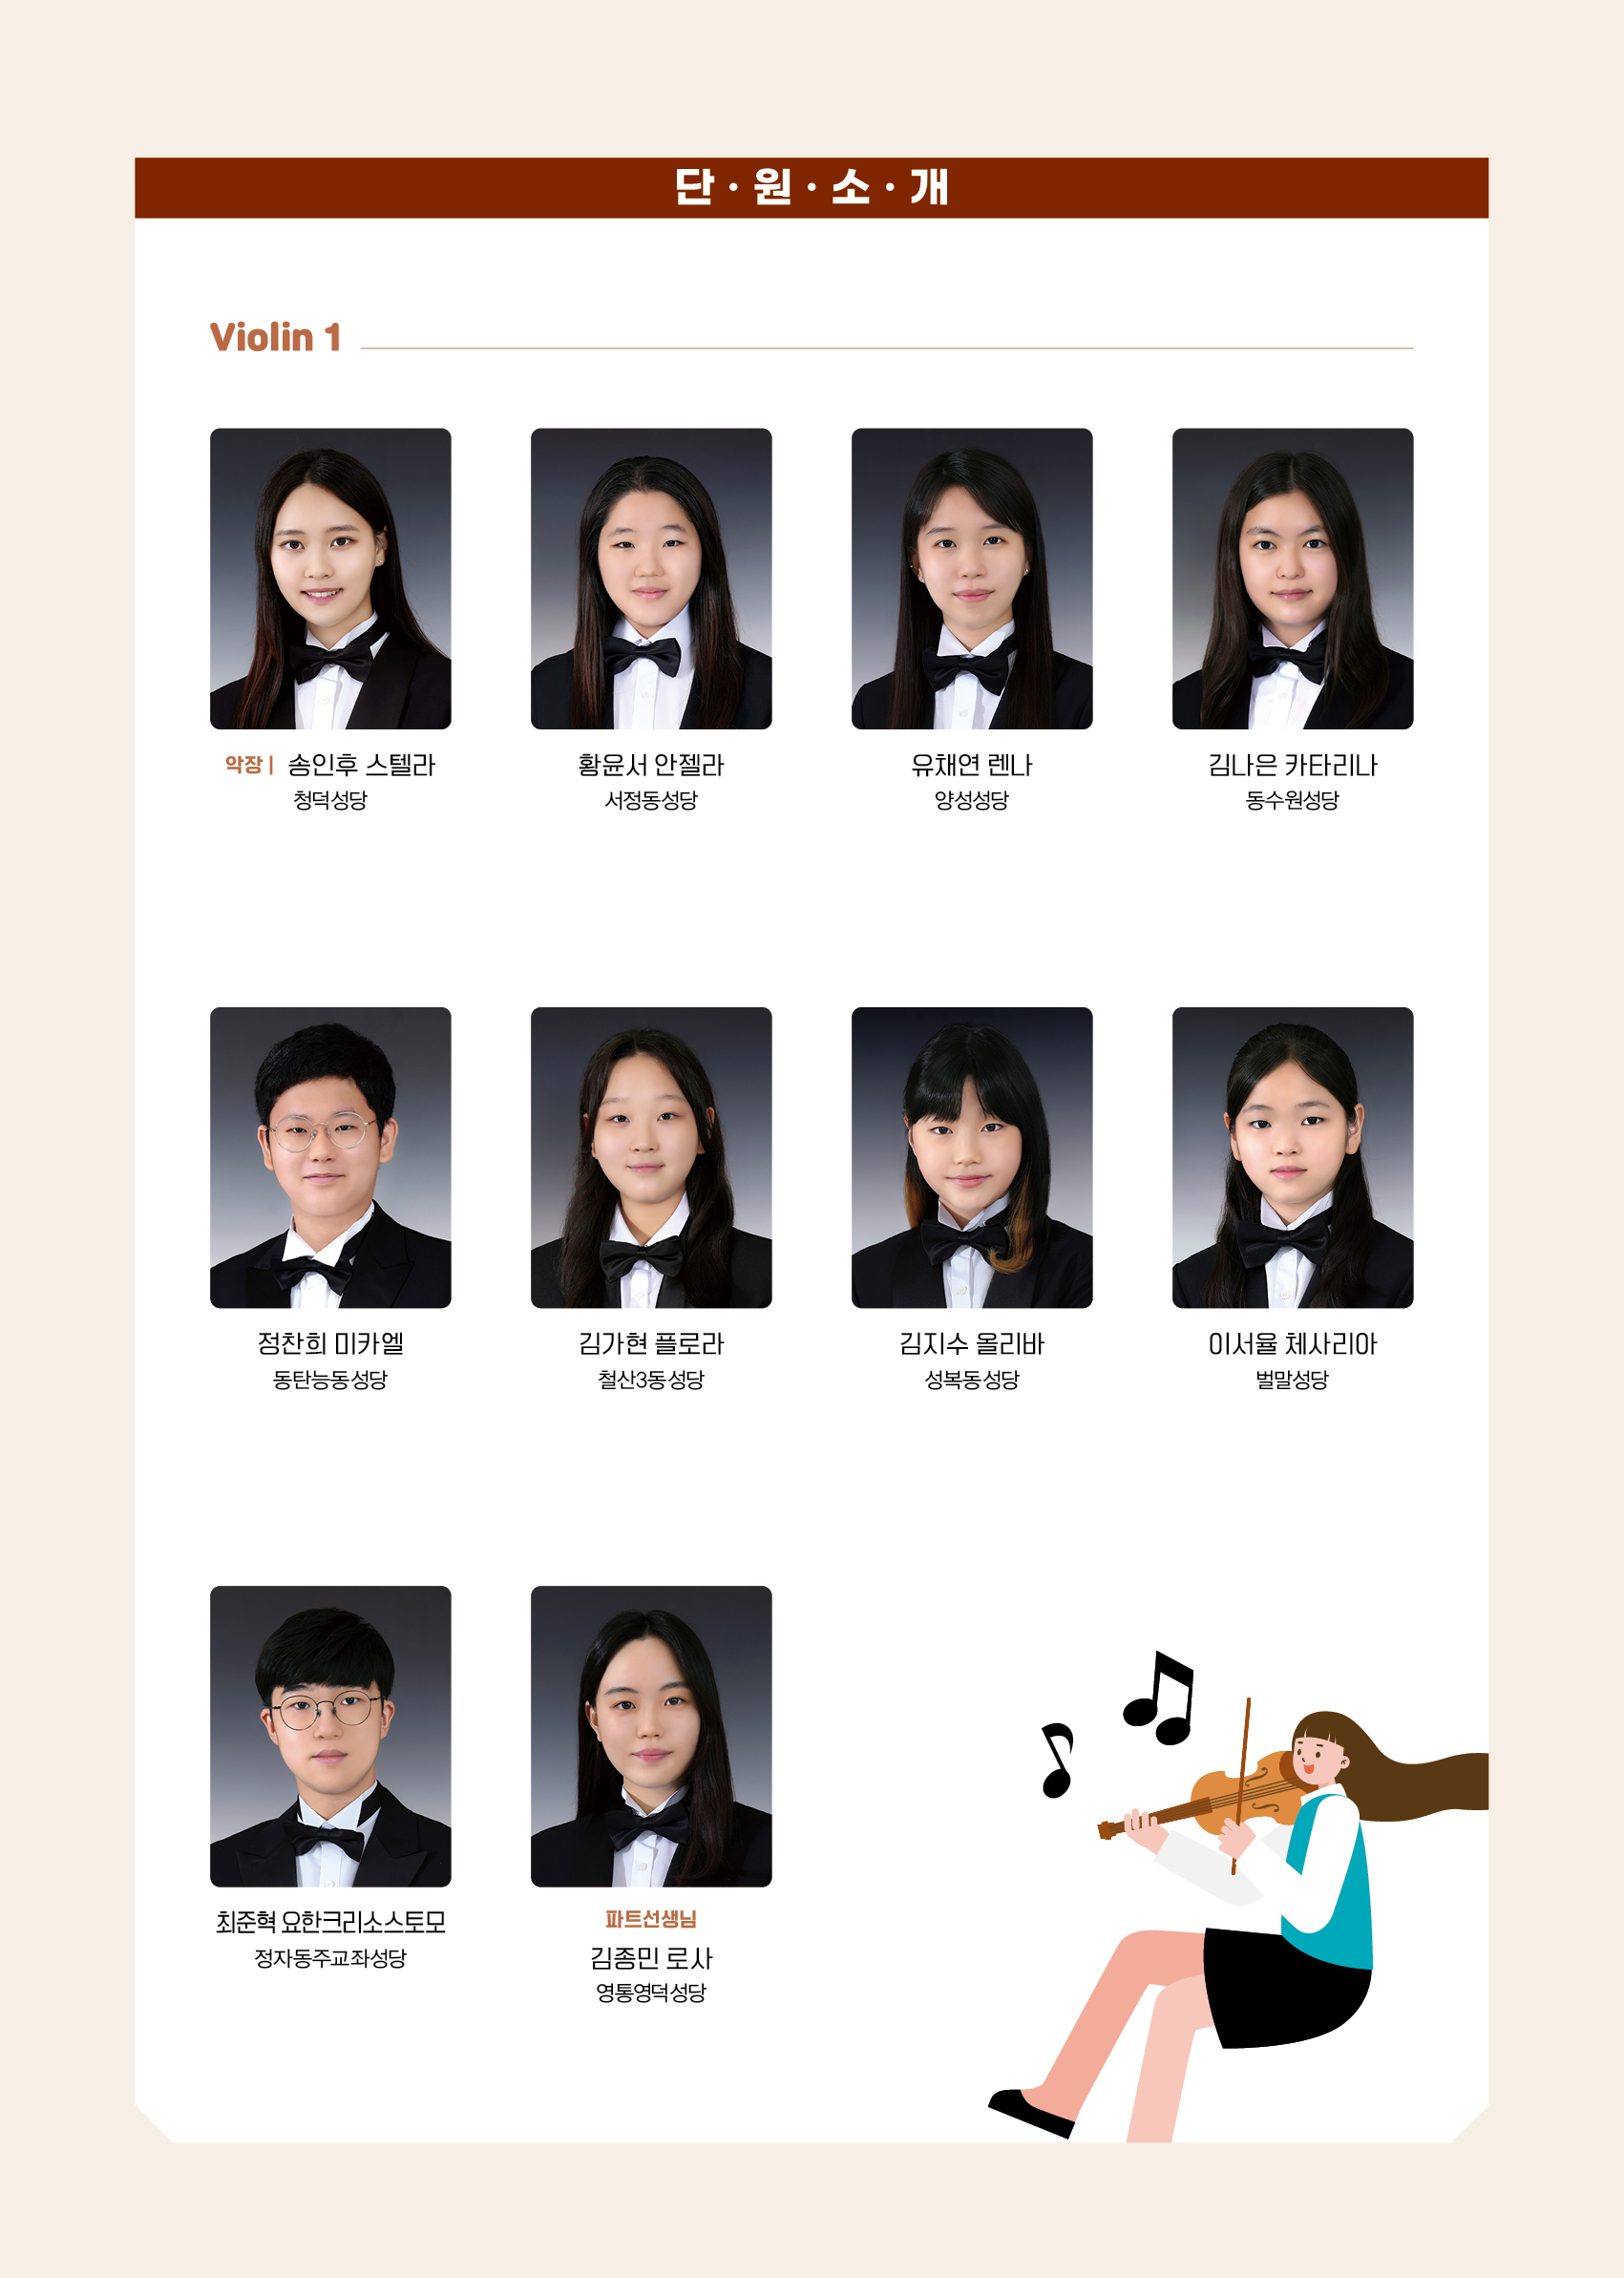 단·원·소·개
Violin 1
악장 | 송인후 스텔라
청덕성당
황윤서 안젤라
서정동성당
유채연 렌나
양성성당
김나은 카타리나
동수원성당
정찬희 미카엘
동탄능동성당
김가현 플로라
철산3동성당
김지수 올리바
성복동성당
이서율 체사리아
벌말성당
최준혁 요한크리소스토모
정자동주교좌성당
파트선생님
김종민 로사
영통영덕성당